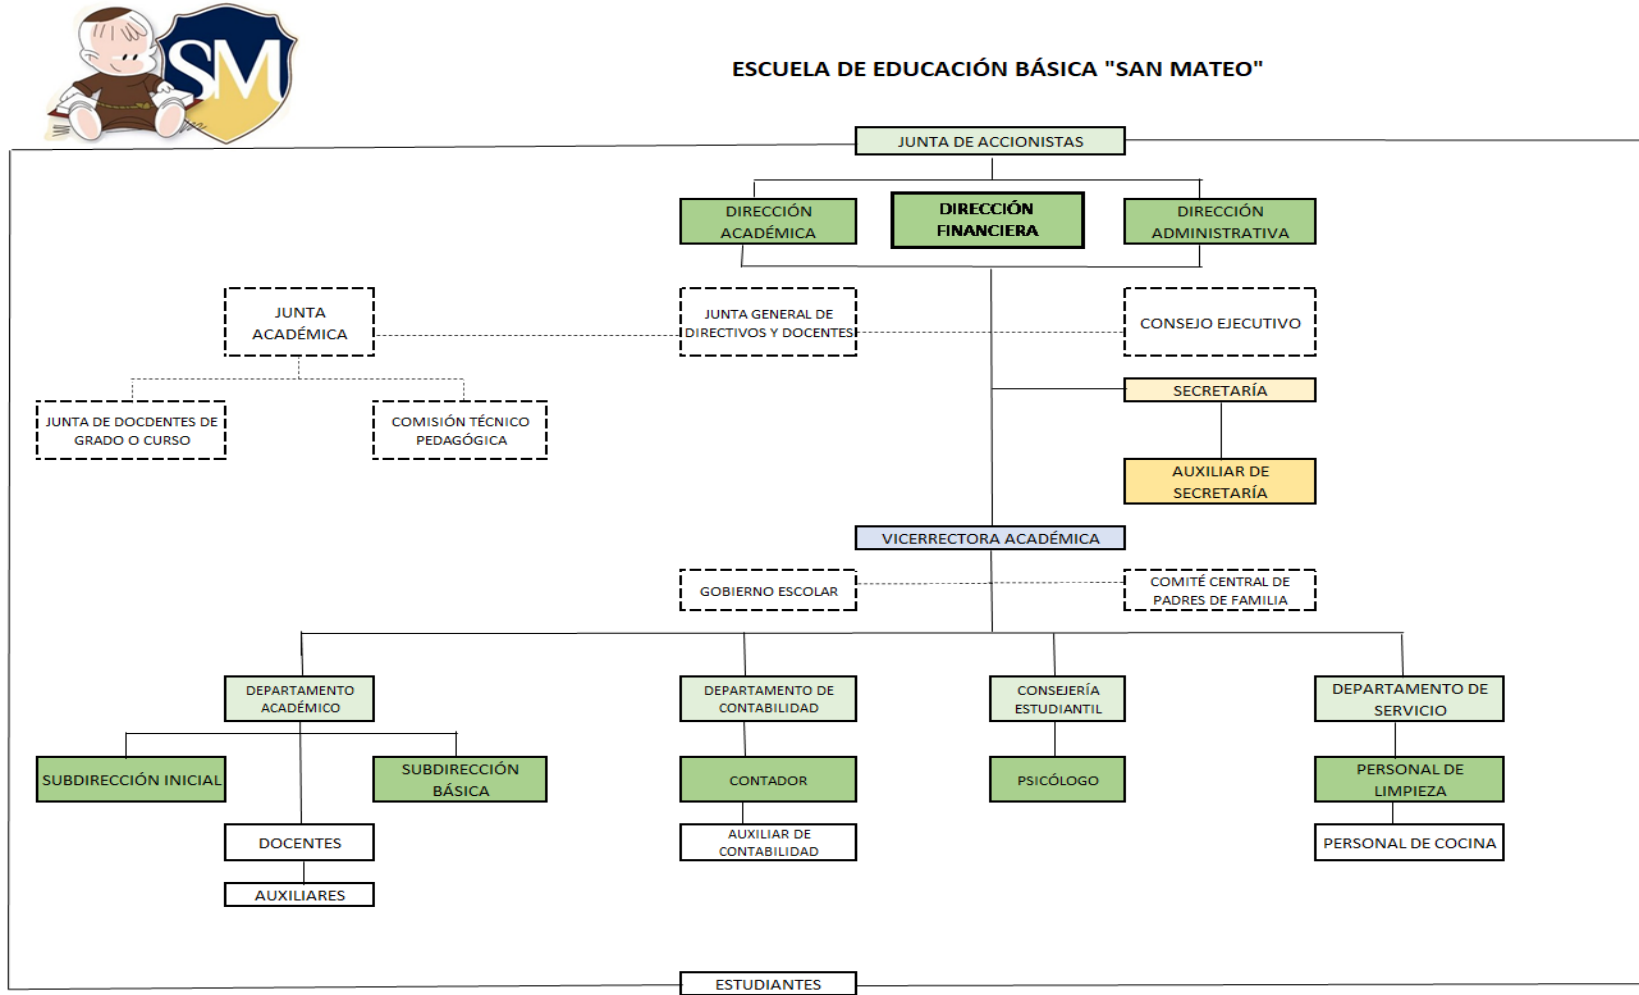 SM
ESCUELA DE EDUCACIÓN BÁSICA "SAN MATEO"
JUNTA DE ACCIONISTAS
DIRECCIÓN
ACADÉMICA
DIRECCIÓN
FINANCIERA
DIRECCIÓN
ADMINISTRATIVA
JUNTA
ACADÉMICA
JUNTA GENERAL DE
DIRECTIVOS Y DOCENTES
CONSEJO EJECUTIVO
SECRETARÍA
JUNTA DE DOCDENTES DE
GRADO O CURSO
COMISIÓN TÉCNICO
PEDAGÓGICA
AUXILIAR DE
SECRETARÍA
VICERRECTORA ACADÉMICA
GOBIERNO ESCOLAR
COMITÉ CENTRAL DE
PADRES DE FAMILIA
DEPARTAMENTO
ACADÉMICO
DEPARTAMENTO DE
CONTABILIDAD
CONSEJERÍA
ESTUDIANTIL
DEPARTAMENTO DE
SERVICIO
SUBDIRECCIÓN INICIAL
SUBDIRECCIÓN
BÁSICA
CONTADOR
PSICÓLOGO
PERSONAL DE
LIMPIEZA
DOCENTES
AUXILIAR DE
CONTABILIDAD
PERSONAL DE COCINA
AUXILIARES
ESTUDIANTES